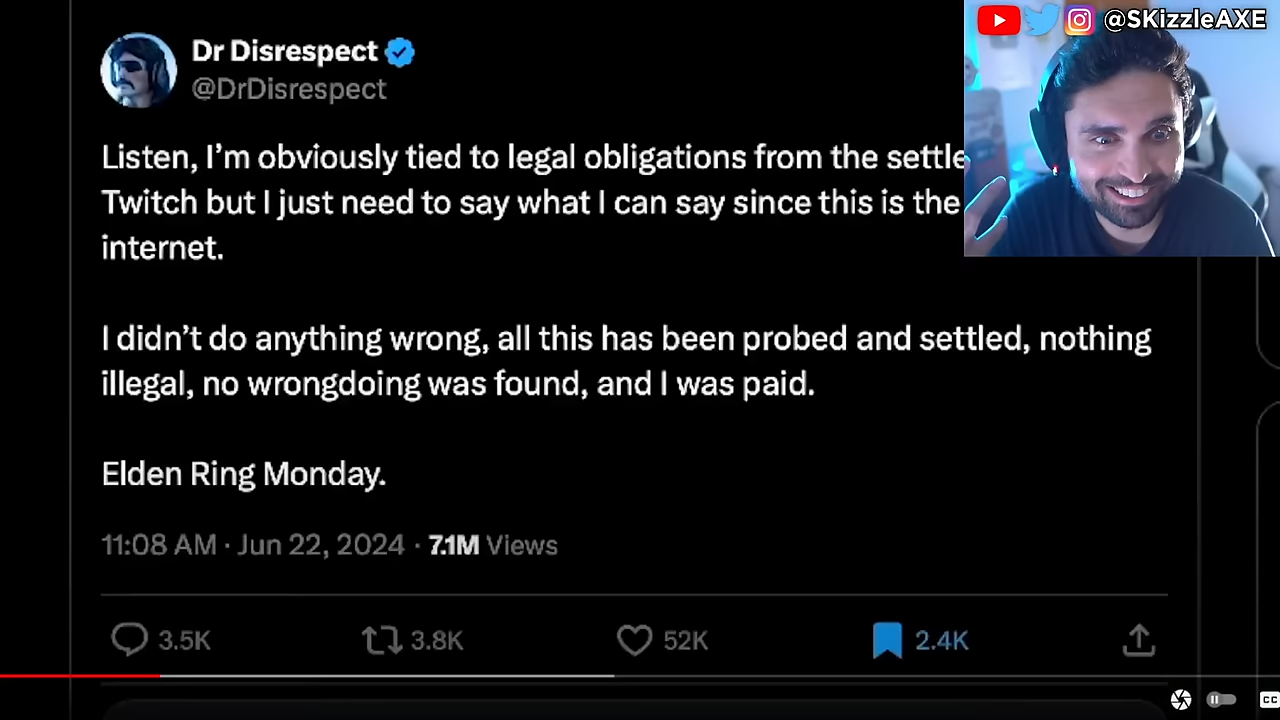 @SKizzleAXE
Dr Disrespect
@DrDisrespect
Listen, I’m obviously tied to legal obligations from the
Twitch but I just need to say what I can say since this is the
internet.
I didn’t do anything wrong, all this has been probed and settled, nothing
illegal, no wrongdoing was found, and I was paid.
Elden Ring Monday.
11:08 AM · Jun 22, 2024 · 7.1M Views
3.5K 3.8K 52K 2.4K
CC